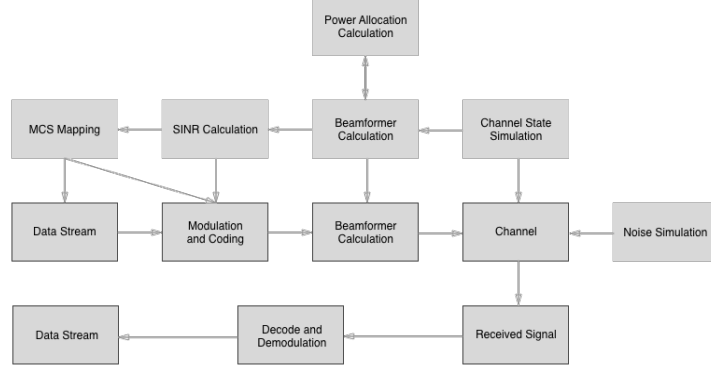 Power Allocation
Calculation
MCS Mapping
SINR Calculation
Beamformer
Calculation
Channel State
Simulation
Data Stream
Modulation
and Coding
Beamformer
Calculation
Channel
Noise Simulation
Data Stream
Decode and
Demodulation
Received Signal